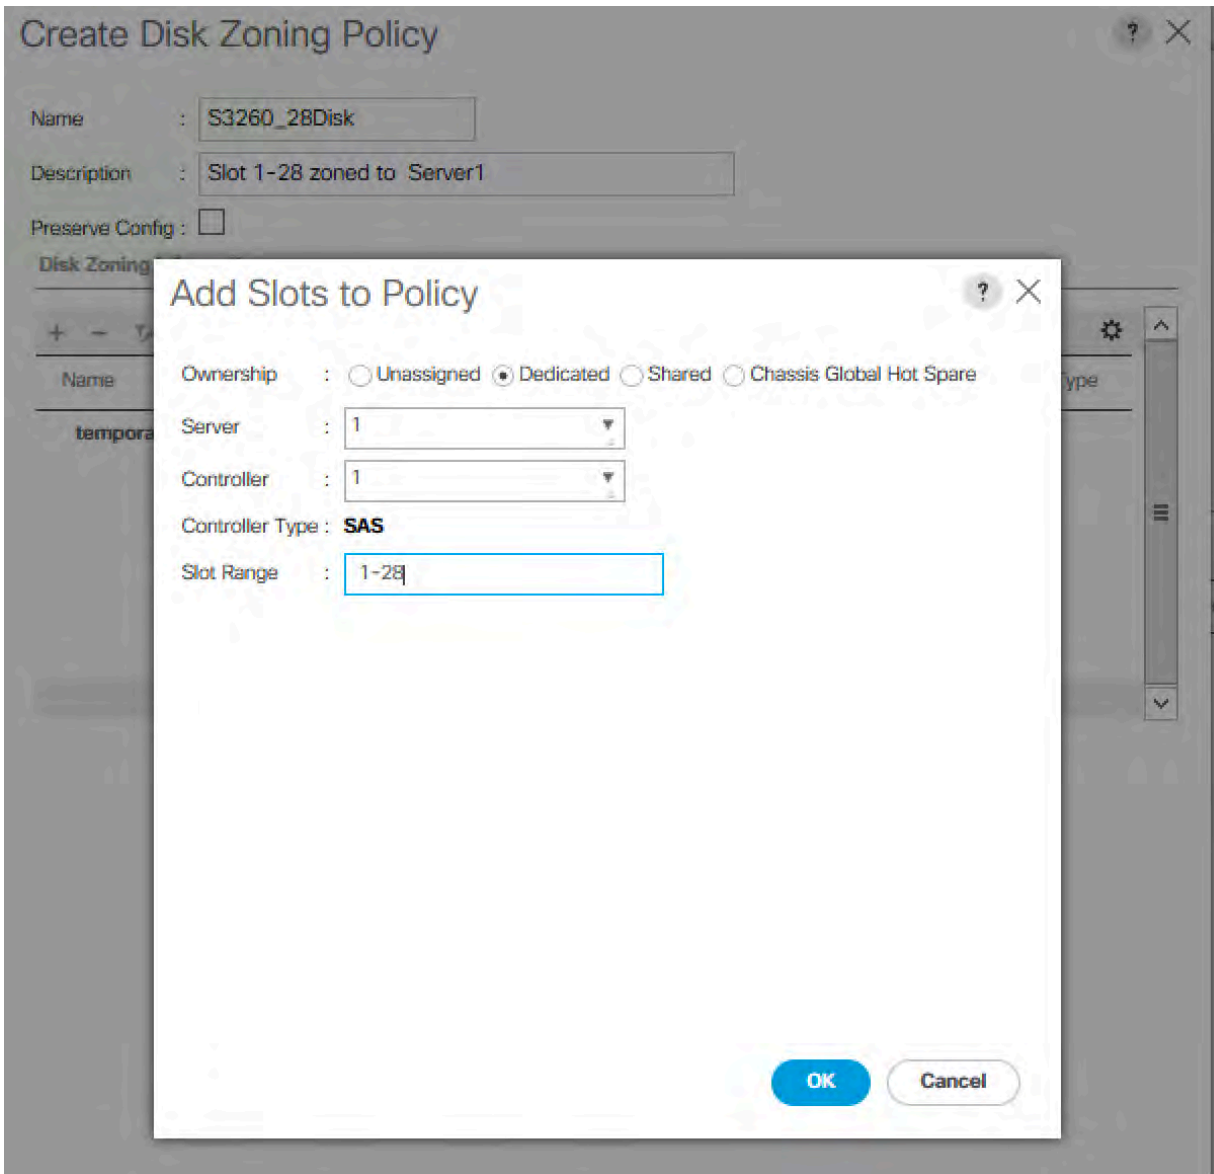 Create Disk Zoning Policy ?
Name : S3260_28Disk
Description : Slot 1-28 zoned to Server1
Preserve Config :
Disk Zoning
+ −
Name
tempora
Add Slots to Policy ?
Ownership : Unassigned Dedicated Shared Chassis Global Hot Spare
Server : 1
Controller : 1
Controller Type : SAS
Slot Range : 1-28
OK Cancel